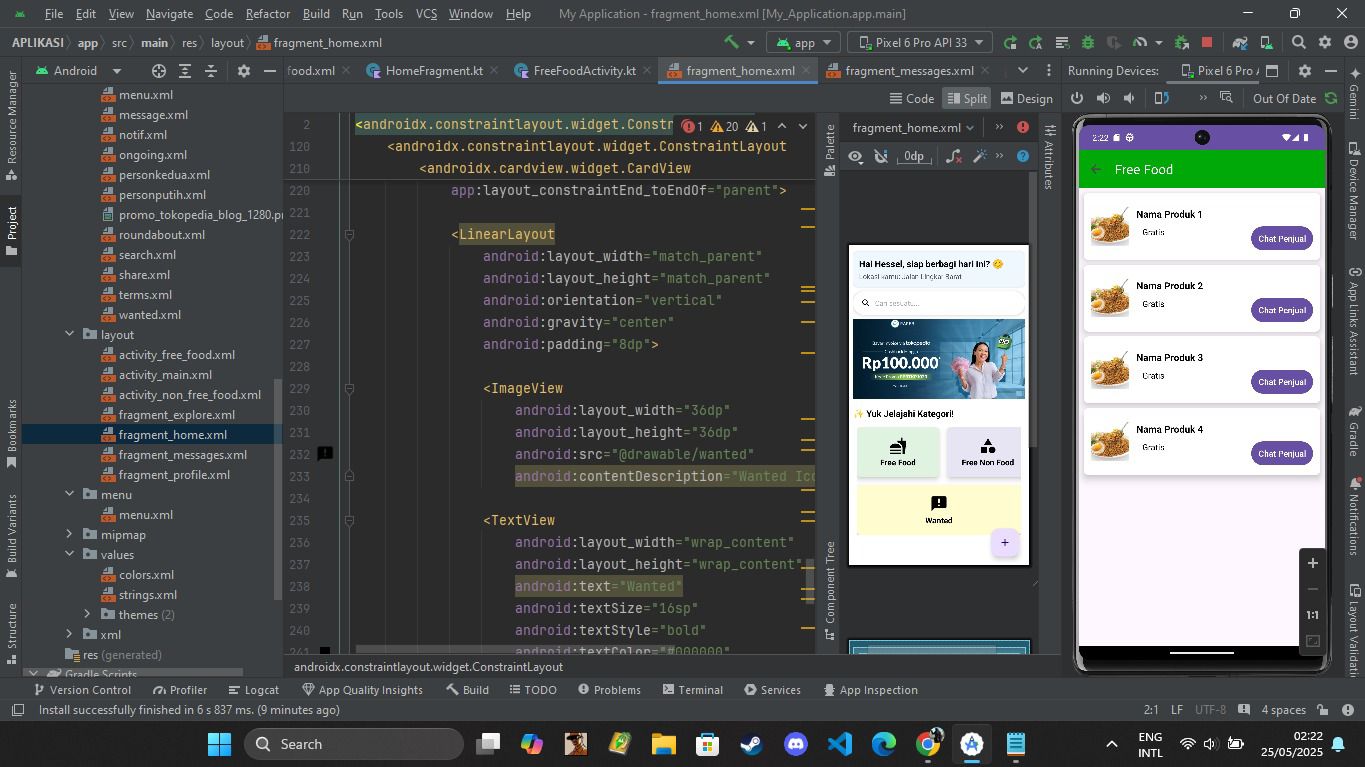 File Edit View Navigate Code Refactor Build Run Tools VCS Window Help My Application - fragment_home.xml [My_Application.app.main]
APLIKASI app src main res layout fragment_home.xml app Pixel 6 Pro API 33
Android food.xml HomeFragment.kt FreeFoodActivity.kt fragment_home.xml fragment_messages.xml Running Devices: Pixel 6 Pro
Code Split Design Out Of Date
Resource Manager
Project
Bookmarks
Build Variants
Structure
menu.xml
message.xml
notif.xml
ongoing.xml
personkedua.xml
personputih.xml
promo_tokopedia_blog_1280.p
roundabout.xml
search.xml
share.xml
terms.xml
wanted.xml
layout
activity_free_food.xml
activity_main.xml
activity_non_free_food.xml
fragment_explore.xml
fragment_home.xml
fragment_messages.xml
fragment_profile.xml
menu
menu.xml
mipmap
values
colors.xml
strings.xml
themes (2)
xml
res (generated)
Gradle Scripts
2 <androidx.constraintlayout.widget.Constr 1 20 1
120 <androidx.constraintlayout.widget.ConstraintLayout
210 <androidx.cardview.widget.CardView
220 app:layout_constraintEnd_toEndOf="parent">
221
222 <LinearLayout
223 android:layout_width="match_parent"
224 android:layout_height="match_parent"
225 android:orientation="vertical"
226 android:gravity="center"
227 android:padding="8dp">
228
229 <ImageView
230 android:layout_width="36dp"
231 android:layout_height="36dp"
232 android:src="@drawable/wanted"
233 android:contentDescription="Wanted Ico
234
235 <TextView
236 android:layout_width="wrap_content"
237 android:layout_height="wrap_content"
238 android:text="Wanted"
239 android:textSize="16sp"
240 android:textStyle="bold"
241 android:textColor="#000000"
androidx.constraintlayout.widget.ConstraintLayout
Palette
Component Tree
fragment_home.xml
0dp
Attributes
Hai Hessel, siap berbagi hari ini? 😊
Lokasi kamu: Jalan Lingkar Barat
Cari sesuatu...
PAPER
tokopedia
Rp100.000
✨ Yuk Jelajahi Kategori!
Free Food
Free Non Food
Wanted
+
2:22
Free Food
Nama Produk 1
Gratis
Chat Penjual
Nama Produk 2
Gratis
Chat Penjual
Nama Produk 3
Gratis
Chat Penjual
Nama Produk 4
Gratis
Chat Penjual
1:1
Gemini
Device Manager
App Links Assistant
Gradle
Notifications
Layout Validati
Version Control Profiler Logcat App Quality Insights Build TODO Problems Terminal Services App Inspection
Install successfully finished in 6 s 837 ms. (9 minutes ago) 2:1 LF UTF-8 4 spaces
Search
ENG
INTL
02:22
25/05/2025